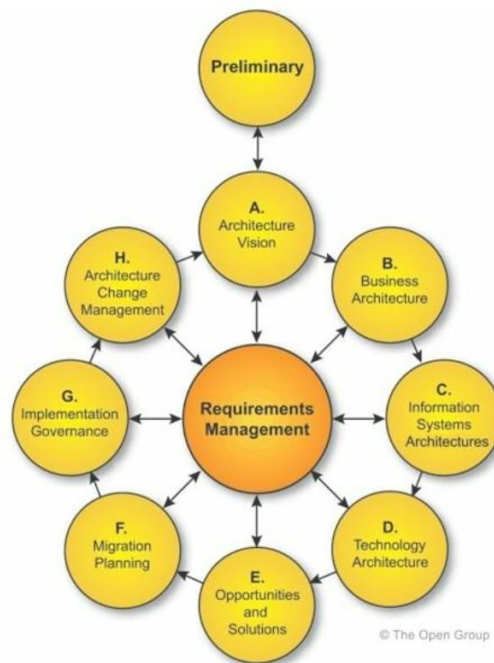 Preliminary
A.
Architecture
Vision
B.
Business
Architecture
C.
Information
Systems
Architectures
D.
Technology
Architecture
E.
Opportunities
and
Solutions
F.
Migration
Planning
G.
Implementation
Governance
H.
Architecture
Change
Management
Requirements
Management
© The Open Group